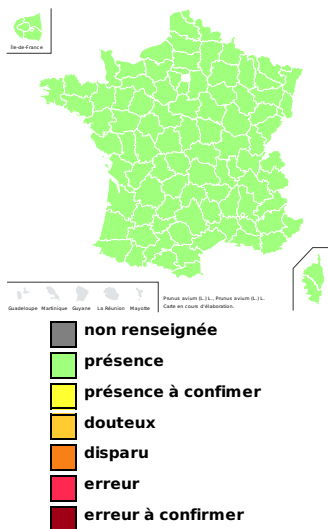 Île-de-France
Guadeloupe Martinique Guyane La Réunion Mayotte
Prunus avium (L.) L., Prunus avium (L.) L.
Carte en cours d'élaboration.
non renseignée
présence
présence à confimer
douteux
disparu
erreur
erreur à confirmer